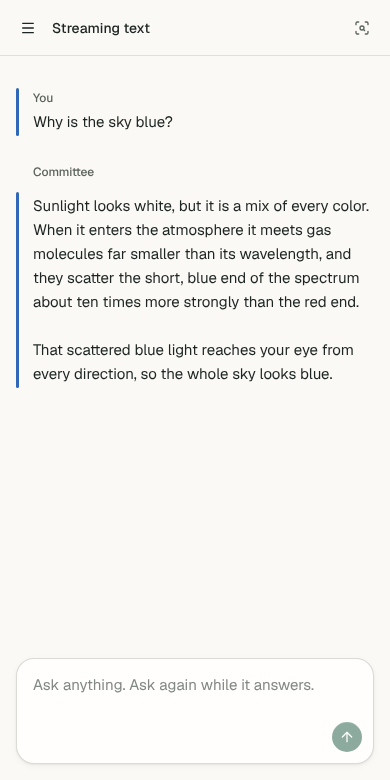 Streaming text
You
Why is the sky blue?
Committee
Sunlight looks white, but it is a mix of every color.
When it enters the atmosphere it meets gas
molecules far smaller than its wavelength, and
they scatter the short, blue end of the spectrum
about ten times more strongly than the red end.
That scattered blue light reaches your eye from
every direction, so the whole sky looks blue.
Ask anything. Ask again while it answers.